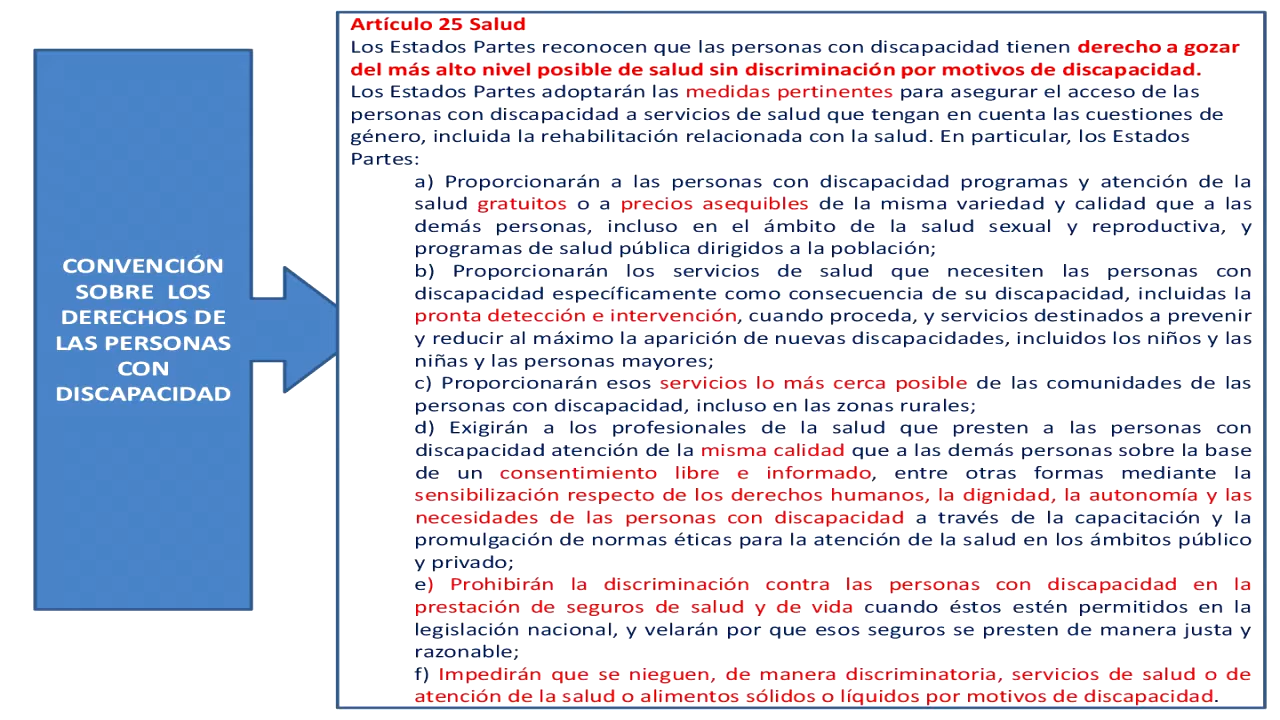 CONVENCIÓN
SOBRE LOS
DERECHOS DE
LAS PERSONAS
CON
DISCAPACIDAD
Artículo 25 Salud
Los Estados Partes reconocen que las personas con discapacidad tienen derecho a gozar
del más alto nivel posible de salud sin discriminación por motivos de discapacidad.
Los Estados Partes adoptarán las medidas pertinentes para asegurar el acceso de las
personas con discapacidad a servicios de salud que tengan en cuenta las cuestiones de
género, incluida la rehabilitación relacionada con la salud. En particular, los Estados
Partes:
a) Proporcionarán a las personas con discapacidad programas y atención de la
salud gratuitos o a precios asequibles de la misma variedad y calidad que a las
demás personas, incluso en el ámbito de la salud sexual y reproductiva, y
programas de salud pública dirigidos a la población;
b) Proporcionarán los servicios de salud que necesiten las personas con
discapacidad específicamente como consecuencia de su discapacidad, incluidas la
pronta detección e intervención, cuando proceda, y servicios destinados a prevenir
y reducir al máximo la aparición de nuevas discapacidades, incluidos los niños y las
niñas y las personas mayores;
c) Proporcionarán esos servicios lo más cerca posible de las comunidades de las
personas con discapacidad, incluso en las zonas rurales;
d) Exigirán a los profesionales de la salud que presten a las personas con
discapacidad atención de la misma calidad que a las demás personas sobre la base
de un consentimiento libre e informado, entre otras formas mediante la
sensibilización respecto de los derechos humanos, la dignidad, la autonomía y las
necesidades de las personas con discapacidad a través de la capacitación y la
promulgación de normas éticas para la atención de la salud en los ámbitos público
y privado;
e) Prohibirán la discriminación contra las personas con discapacidad en la
prestación de seguros de salud y de vida cuando éstos estén permitidos en la
legislación nacional, y velarán por que esos seguros se presten de manera justa y
razonable;
f) Impedirán que se nieguen, de manera discriminatoria, servicios de salud o de
atención de la salud o alimentos sólidos o líquidos por motivos de discapacidad.